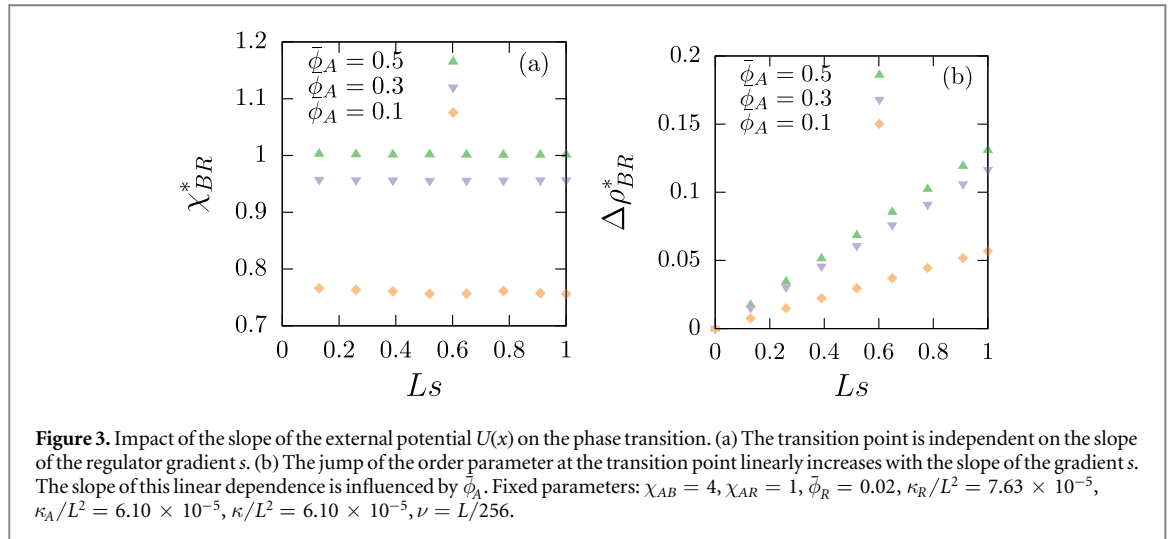 1.2
1.1
1
0.9
0.8
0.7
0 0.2 0.4 0.6 0.8 1
χ*BR
Ls
(a)
ϕ̄A = 0.5
ϕ̄A = 0.3
ϕ̄A = 0.1
0.2
0.15
0.1
0.05
0
0 0.2 0.4 0.6 0.8 1
Δρ*BR
Ls
(b)
ϕ̄A = 0.5
ϕ̄A = 0.3
ϕ̄A = 0.1
Figure 3. Impact of the slope of the external potential U(x) on the phase transition. (a) The transition point is independent on the slope
of the regulator gradient s. (b) The jump of the order parameter at the transition point linearly increases with the slope of the gradient s.
The slope of this linear dependence is influenced by ϕ̄A. Fixed parameters: χAB = 4, χAR = 1, ϕ̄R = 0.02, κR/L² = 7.63 × 10⁻⁵,
κA/L² = 6.10 × 10⁻⁵, κ/L² = 6.10 × 10⁻⁵, ν = L/256.